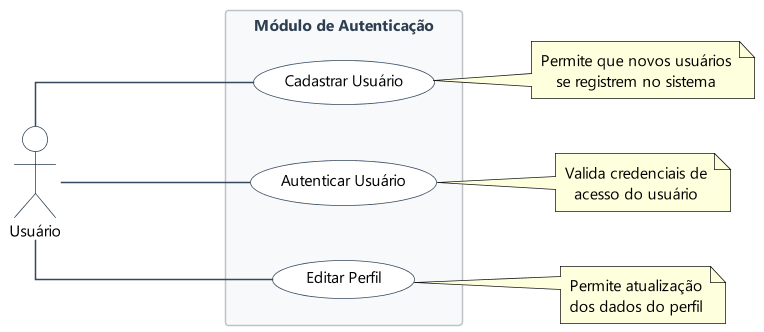 Módulo de Autenticação
Cadastrar Usuário
Permite que novos usuários
se registrem no sistema
Autenticar Usuário
Valida credenciais de
acesso do usuário
Usuário
Editar Perfil
Permite atualização
dos dados do perfil